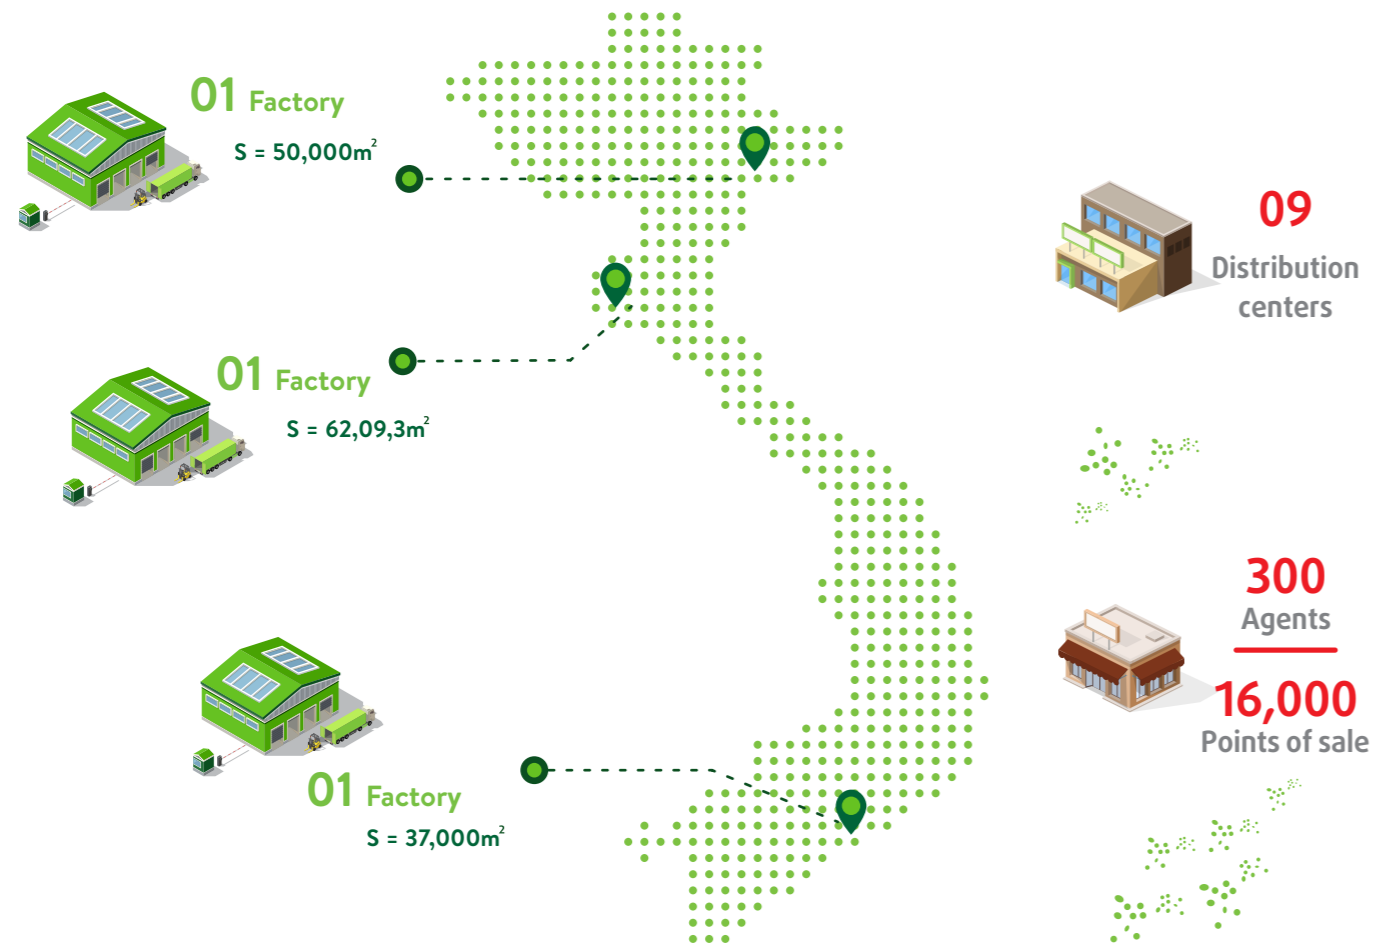 01 Factory
S = 50,000m²
09
Distribution
centers
01 Factory
S = 62,09,3m²
300
Agents
16,000
Points of sale
01 Factory
S = 37,000m²